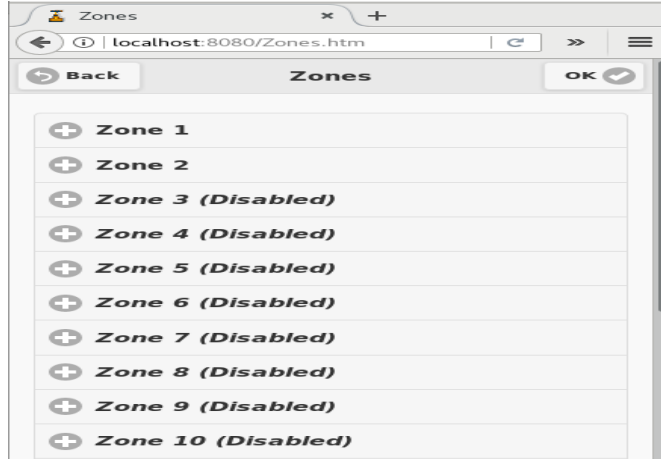 Zones
localhost:8080/Zones.htm
Back Zones OK
Zone 1
Zone 2
Zone 3 (Disabled)
Zone 4 (Disabled)
Zone 5 (Disabled)
Zone 6 (Disabled)
Zone 7 (Disabled)
Zone 8 (Disabled)
Zone 9 (Disabled)
Zone 10 (Disabled)